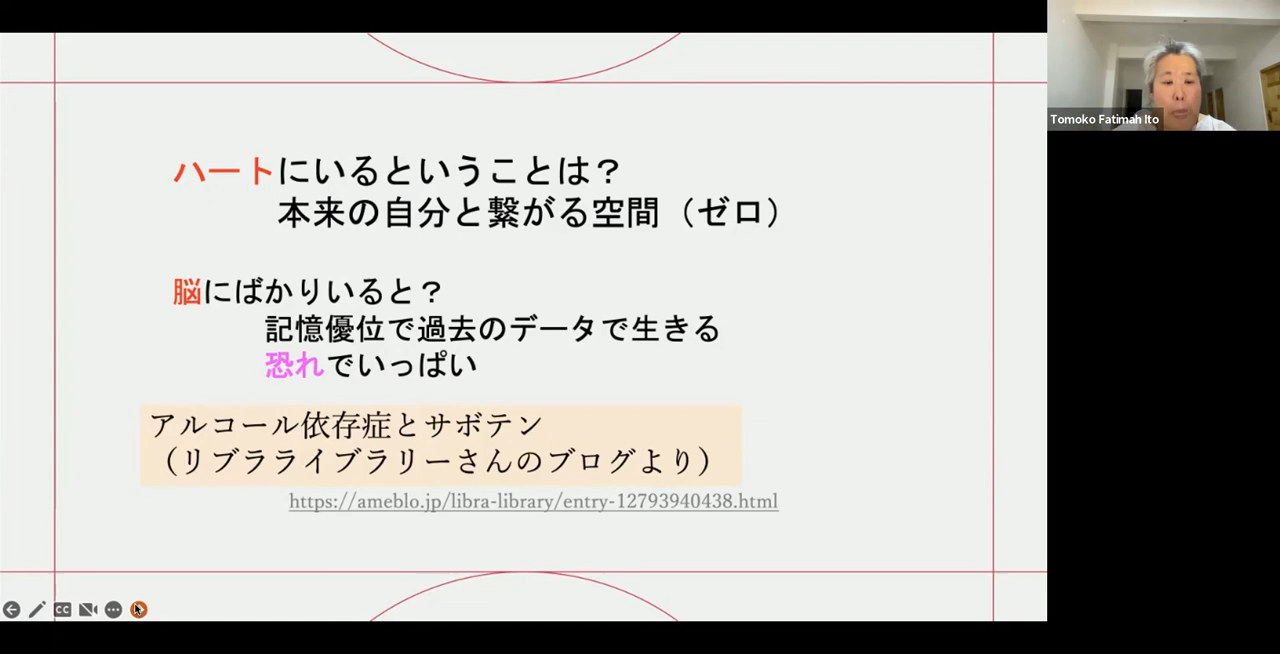 ハートにいるということは？
本来の自分と繋がる空間（ゼロ）
脳にばかりいると？
記憶優位で過去のデータで生きる
恐れでいっぱい
アルコール依存症とサボテン
（リブラライブラリーさんのブログより）
https://ameblo.jp/libra-library/entry-12793940438.html
Tomoko Fatimah Ito
CC